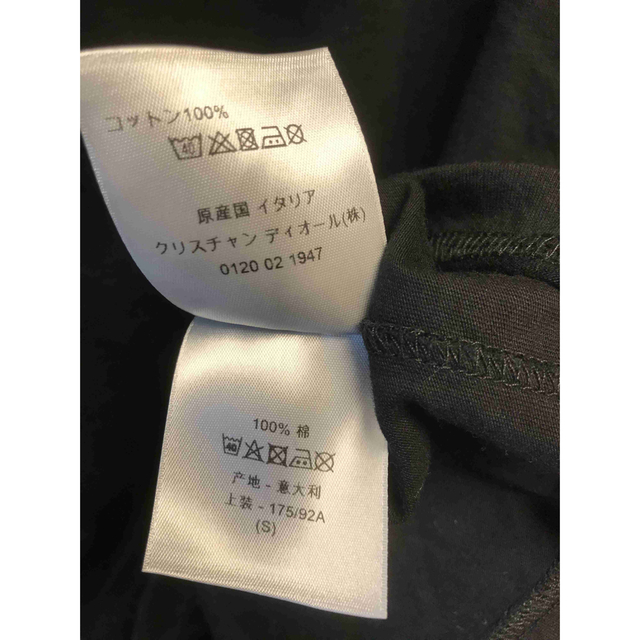 コットン100%
40
原産国 イタリア
クリスチャン ディオール(株)
0120 02 1947
100% 棉
40
产地 - 意大利
上装 - 175/92A
(S)